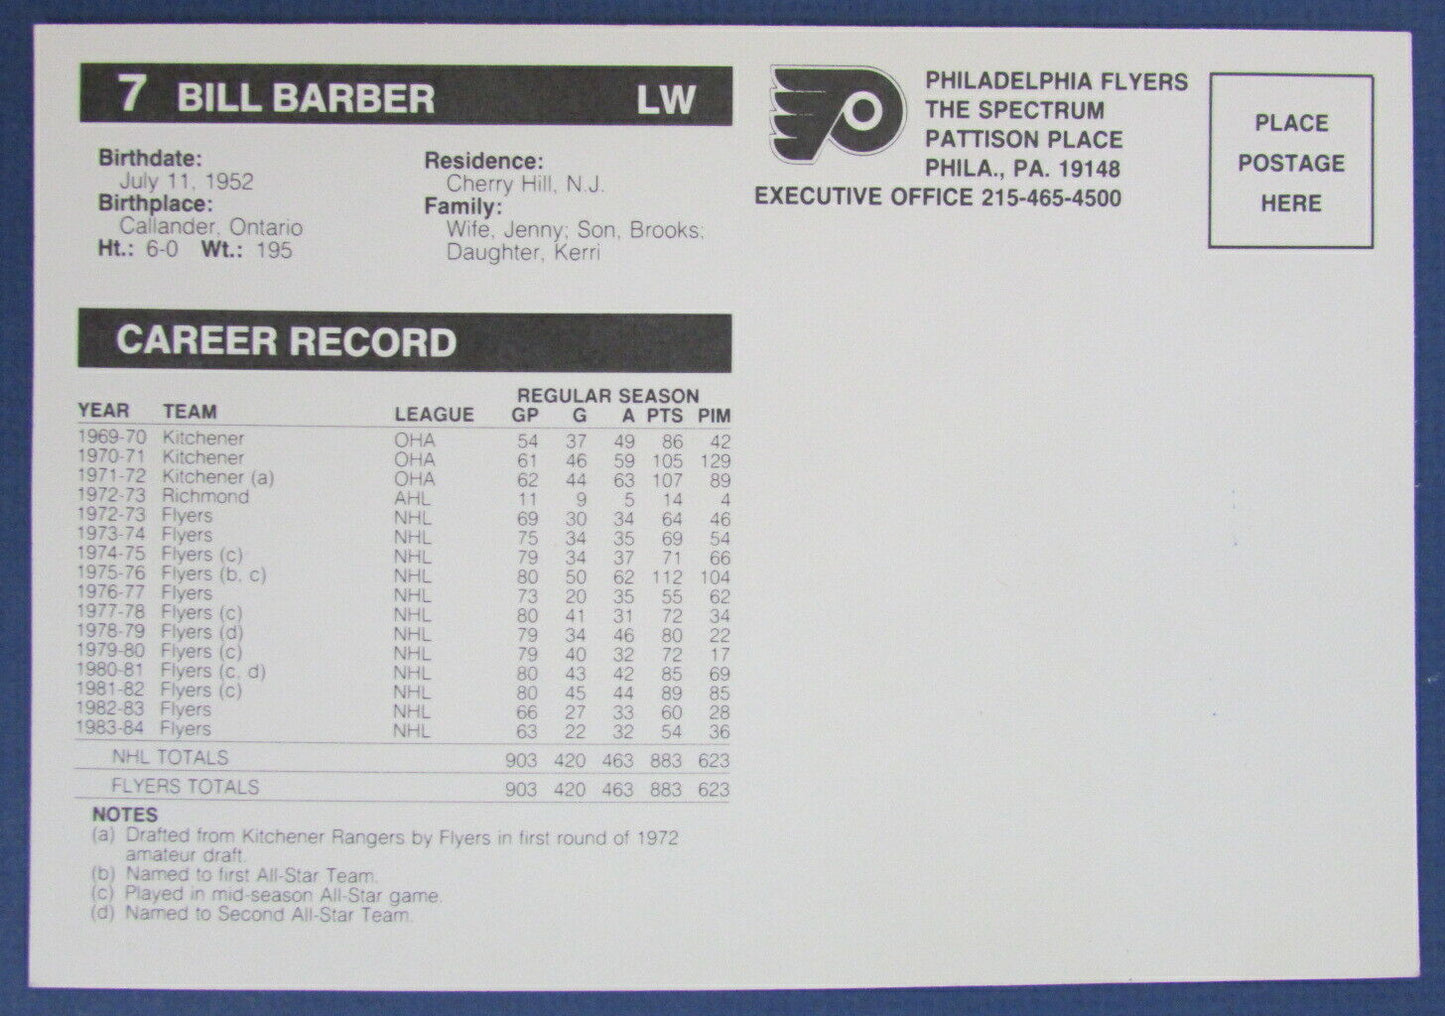 7 BILL BARBER LW
Birthdate:
July 11, 1952
Birthplace:
Callander, Ontario
Ht.: 6-0 Wt.: 195
Residence:
Cherry Hill, N.J.
Family:
Wife, Jenny; Son, Brooks;
Daughter, Kerri
PHILADELPHIA FLYERS
THE SPECTRUM
PATTISON PLACE
PHILA., PA. 19148
EXECUTIVE OFFICE 215-465-4500
PLACE
POSTAGE
HERE
CAREER RECORD
REGULAR SEASON
YEAR TEAM LEAGUE GP G A PTS PIM
1969-70 Kitchener OHA 54 37 49 86 42
1970-71 Kitchener OHA 61 46 59 105 129
1971-72 Kitchener (a) OHA 62 44 63 107 89
1972-73 Richmond AHL 11 9 5 14 4
1972-73 Flyers NHL 69 30 34 64 46
1973-74 Flyers NHL 75 34 35 69 54
1974-75 Flyers (c) NHL 79 34 37 71 66
1975-76 Flyers (b, c) NHL 80 50 62 112 104
1976-77 Flyers NHL 73 20 35 55 62
1977-78 Flyers (c) NHL 80 41 31 72 34
1978-79 Flyers (d) NHL 79 34 46 80 22
1979-80 Flyers (c) NHL 79 40 32 72 17
1980-81 Flyers (c, d) NHL 80 43 42 85 69
1981-82 Flyers (c) NHL 80 45 44 89 85
1982-83 Flyers NHL 66 27 33 60 28
1983-84 Flyers NHL 63 22 32 54 36
NHL TOTALS 903 420 463 883 623
FLYERS TOTALS 903 420 463 883 623
NOTES
(a) Drafted from Kitchener Rangers by Flyers in first round of 1972
amateur draft.
(b) Named to first All-Star Team.
(c) Played in mid-season All-Star game.
(d) Named to Second All-Star Team.